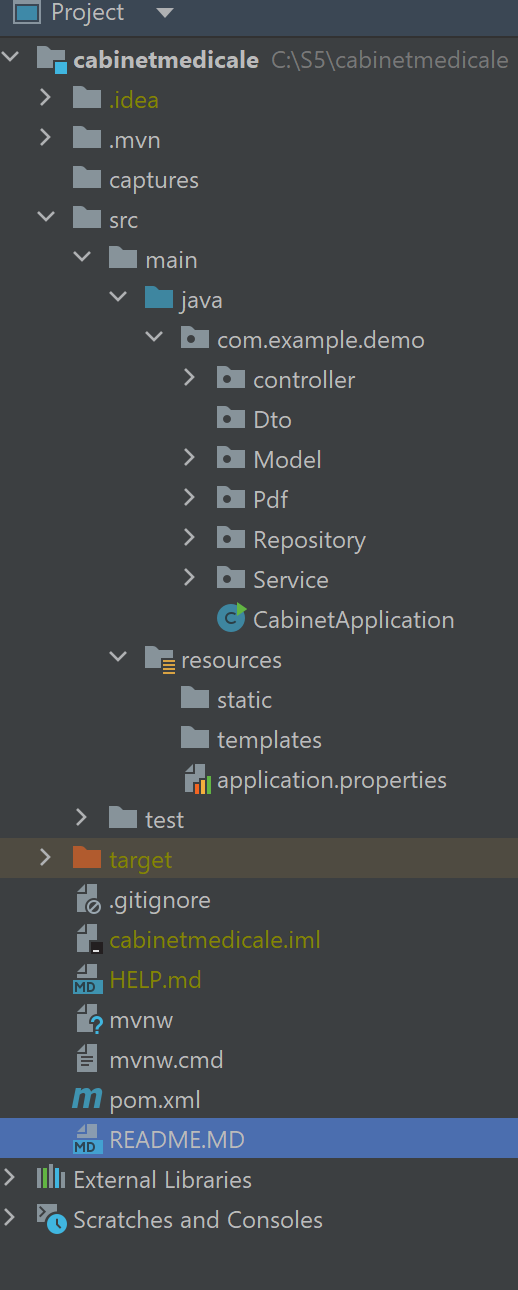 Project
cabinetmedicale C:\S5\cabinetmedicale
.idea
.mvn
captures
src
main
java
com.example.demo
controller
Dto
Model
Pdf
Repository
Service
C CabinetApplication
resources
static
templates
application.properties
test
target
.gitignore
cabinetmedicale.iml
MD HELP.md
? mvnw
mvnw.cmd
m pom.xml
MD README.MD
External Libraries
Scratches and Consoles